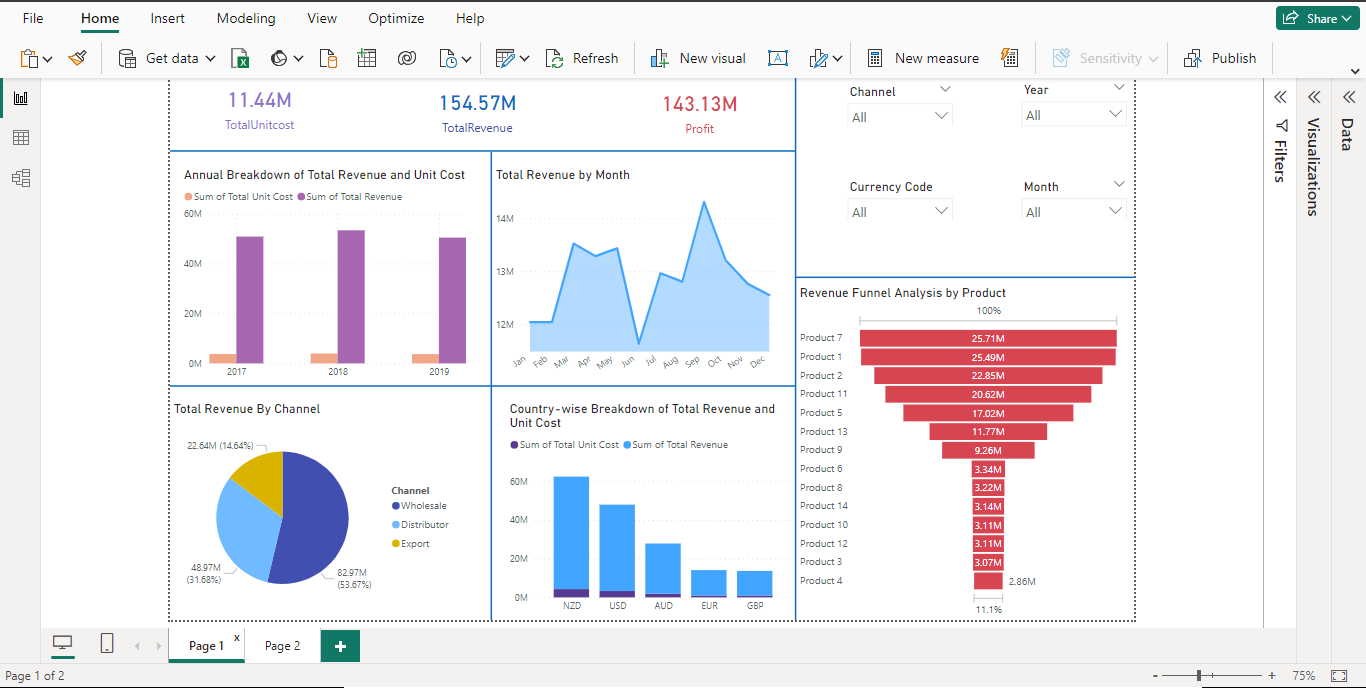 File Home Insert Modeling View Optimize Help Share
Get data Refresh New visual New measure Sensitivity Publish
11.44M
TotalUnitcost
154.57M
TotalRevenue
143.13M
Profit
Channel
All
Year
All
Currency Code
All
Month
All
Filters
Visualizations
Data
Annual Breakdown of Total Revenue and Unit Cost
Sum of Total Unit Cost Sum of Total Revenue
60M
40M
20M
0M
2017 2018 2019
Total Revenue by Month
14M
13M
12M
Jan Feb Mar Apr May Jun Jul Aug Sep Oct Nov Dec
Revenue Funnel Analysis by Product
100%
Product 7 25.71M
Product 1 25.49M
Product 2 22.85M
Product 11 20.62M
Product 5 17.02M
Product 13 11.77M
Product 9 9.26M
Product 6 3.34M
Product 8 3.22M
Product 14 3.14M
Product 10 3.11M
Product 12 3.11M
Product 3 3.07M
Product 4 2.86M
11.1%
Total Revenue By Channel
22.64M (14.64%)
48.97M
(31.68%)
82.97M
(53.67%)
Channel
Wholesale
Distributor
Export
Country-wise Breakdown of Total Revenue and
Unit Cost
Sum of Total Unit Cost Sum of Total Revenue
60M
40M
20M
0M
NZD USD AUD EUR GBP
Page 1 x Page 2 +
Page 1 of 2 - + 75%